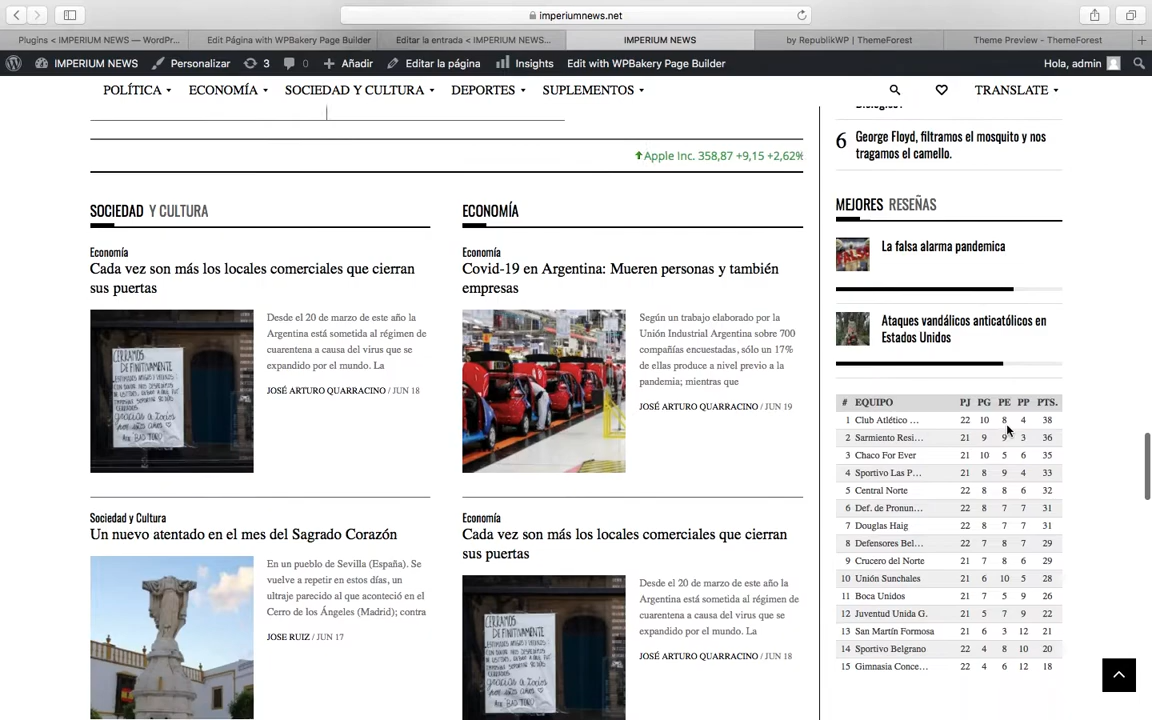 imperiumnews.net
Plugins < IMPERIUM NEWS — WordPr...
Edit Página with WPBakery Page Builder
Editar la entrada < IMPERIUM NEWS...
IMPERIUM NEWS
by RepublikWP | ThemeForest
Theme Preview - ThemeForest
IMPERIUM NEWS Personalizar 3 0 Añadir Editar la página Insights Edit with WPBakery Page Builder Hola, admin
POLÍTICA ECONOMÍA SOCIEDAD Y CULTURA DEPORTES SUPLEMENTOS TRANSLATE
Apple Inc. 358,87 +9,15 +2,62%
SOCIEDAD Y CULTURA
Economía
Cada vez son más los locales comerciales que cierran
sus puertas
CERRAMOS
DEFINITIVAMENTE
Desde el 20 de marzo de este año la
Argentina está sometida al régimen de
cuarentena a causa del virus que se
expandido por el mundo. La
JOSÉ ARTURO QUARRACINO / JUN 18
Sociedad y Cultura
Un nuevo atentado en el mes del Sagrado Corazón
En un pueblo de Sevilla (España). Se
vuelve a repetir en estos días, un
ultraje parecido al que aconteció en el
Cerro de los Ángeles (Madrid); contra
JOSE RUIZ / JUN 17
ECONOMÍA
Economía
Covid-19 en Argentina: Mueren personas y también
empresas
Según un trabajo elaborado por la
Unión Industrial Argentina sobre 700
compañías encuestadas, sólo un 17%
de ellas produce a nivel previo a la
pandemia; mientras que
JOSÉ ARTURO QUARRACINO / JUN 19
Economía
Cada vez son más los locales comerciales que cierran
sus puertas
CERRAMOS
DEFINITIVAMENTE
Desde el 20 de marzo de este año la
Argentina está sometida al régimen de
cuarentena a causa del virus que se
expandido por el mundo. La
JOSÉ ARTURO QUARRACINO / JUN 18
6 George Floyd, filtramos el mosquito y nos
tragamos el camello.
MEJORES RESEÑAS
La falsa alarma pandemica
Ataques vandálicos anticatólicos en
Estados Unidos
# EQUIPO PJ PG PE PP PTS.
1 Club Atlético ... 22 10 8 4 38
2 Sarmiento Resi... 21 9 9 3 36
3 Chaco For Ever 21 10 5 6 35
4 Sportivo Las P... 21 8 9 4 33
5 Central Norte 22 8 8 6 32
6 Def. de Pronun... 22 8 7 7 31
7 Douglas Haig 22 8 7 7 31
8 Defensores Bel... 22 7 8 7 29
9 Crucero del Norte 21 7 8 6 29
10 Unión Sunchales 21 6 10 5 28
11 Boca Unidos 21 7 5 9 26
12 Juventud Unida G. 21 5 7 9 22
13 San Martín Formosa 21 6 3 12 21
14 Sportivo Belgrano 22 4 8 10 20
15 Gimnasia Conce... 22 4 6 12 18